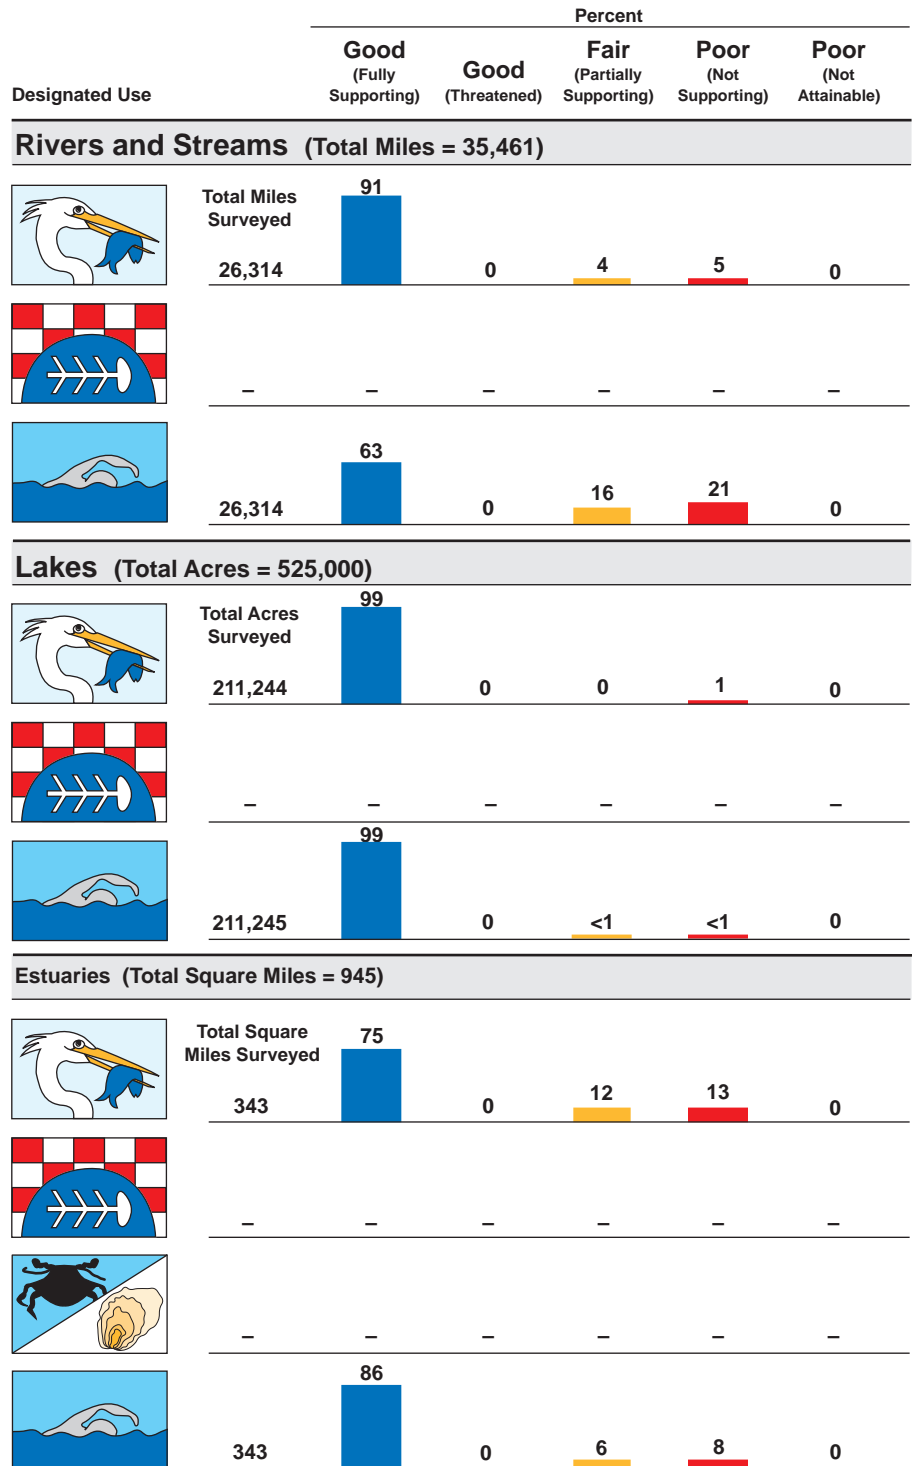 Percent
Designated Use
Good
(Fully
Supporting)
Good
(Threatened)
Fair
(Partially
Supporting)
Poor
(Not
Supporting)
Poor
(Not
Attainable)
Rivers and Streams (Total Miles = 35,461)
Total Miles
Surveyed
26,314 91 0 4 5 0
– – – – – –
26,314 63 0 16 21 0
Lakes (Total Acres = 525,000)
Total Acres
Surveyed
211,244 99 0 0 1 0
– – – – – –
211,245 99 0 <1 <1 0
Estuaries (Total Square Miles = 945)
Total Square
Miles Surveyed
343 75 0 12 13 0
– – – – – –
– – – – – –
343 86 0 6 8 0